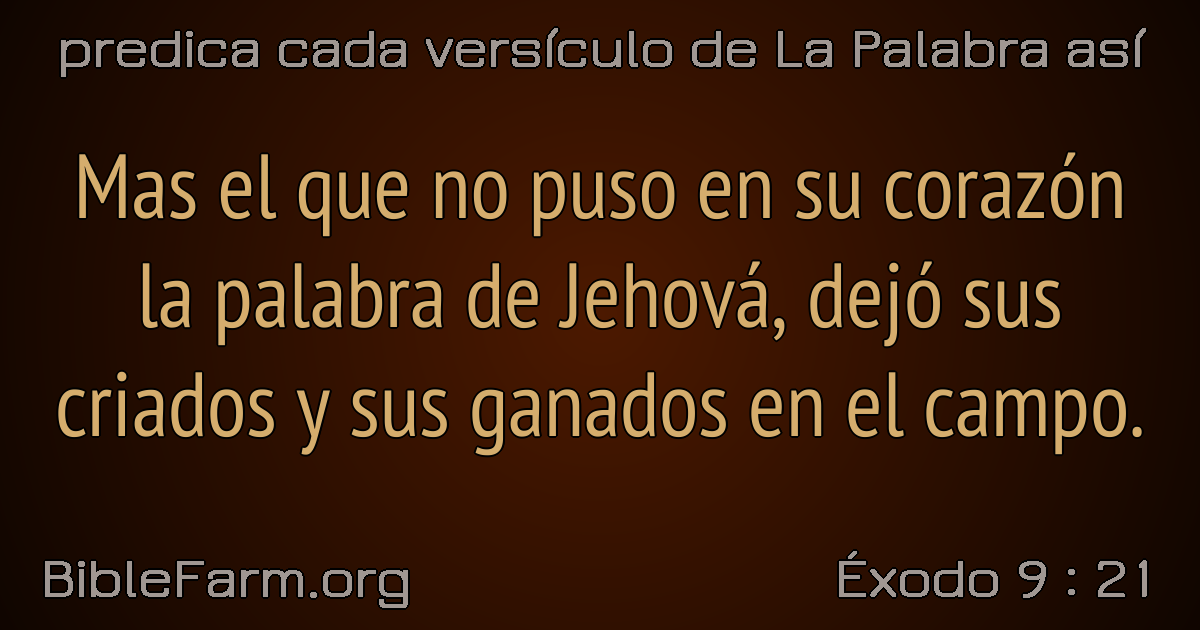 predica cada versículo de La Palabra así
Mas el que no puso en su corazón
la palabra de Jehová, dejó sus
criados y sus ganados en el campo.
BibleFarm.org
Éxodo 9 : 21